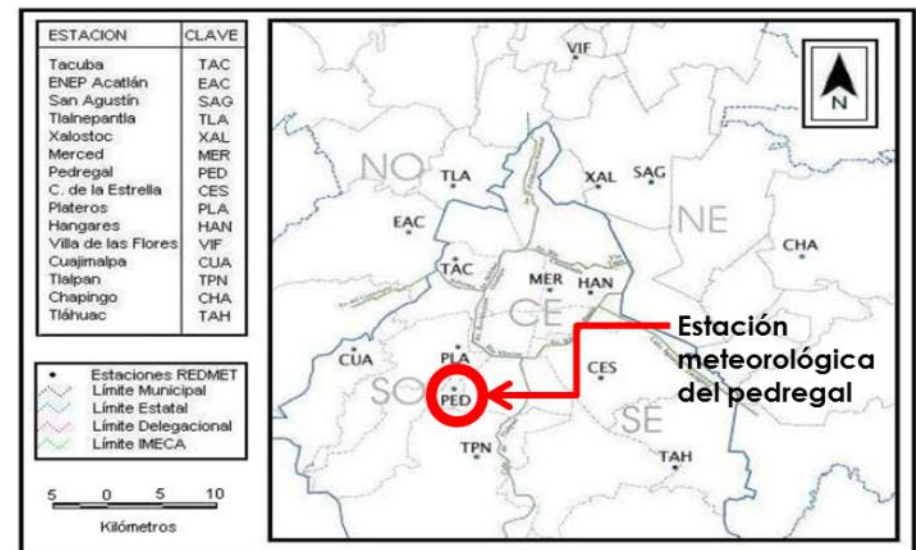 ESTACION CLAVE
Tacuba TAC
ENEP Acatlán EAC
San Agustín SAG
Tlalnepantla TLA
Xalostoc XAL
Merced MER
Pedregal PED
C. de la Estrella CES
Plateros PLA
Hangares HAN
Villa de las Flores VIF
Cuajimalpa CUA
Tlalpan TPN
Chapingo CHA
Tláhuac TAH
Estaciones REDMET
Límite Municipal
Límite Estatal
Límite Delegacional
Límite IMECA
5 0 5 10
Kilómetros
VIF
N
NO
TLA
XAL
SAG
NE
EAC
CHA
TAC
MER
HAN
CE
Estación
meteorológica
del pedregal
CUA
PLA
CES
SO
PED
SE
TPN
TAH